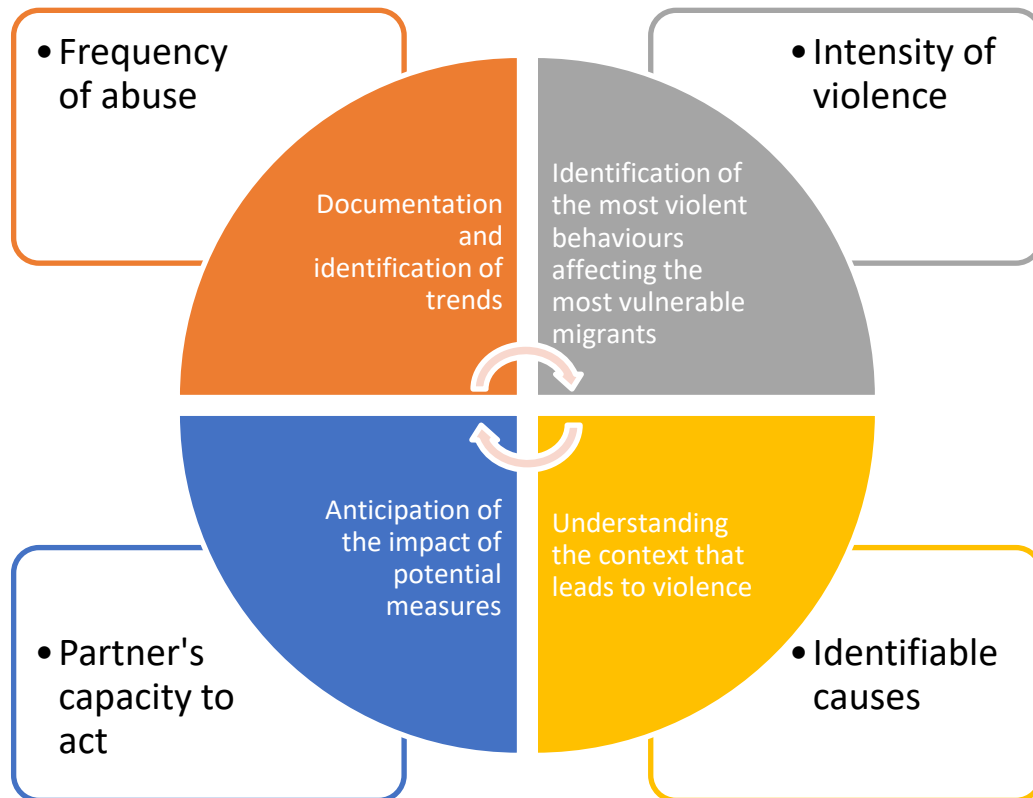 • Frequency
of abuse
Documentation
and
identification of
trends
• Intensity of
violence
Identification of
the most violent
behaviours
affecting the
most vulnerable
migrants
Anticipation of
the impact of
potential
measures
• Partner's
capacity to
act
Understanding
the context that
leads to violence
• Identifiable
causes